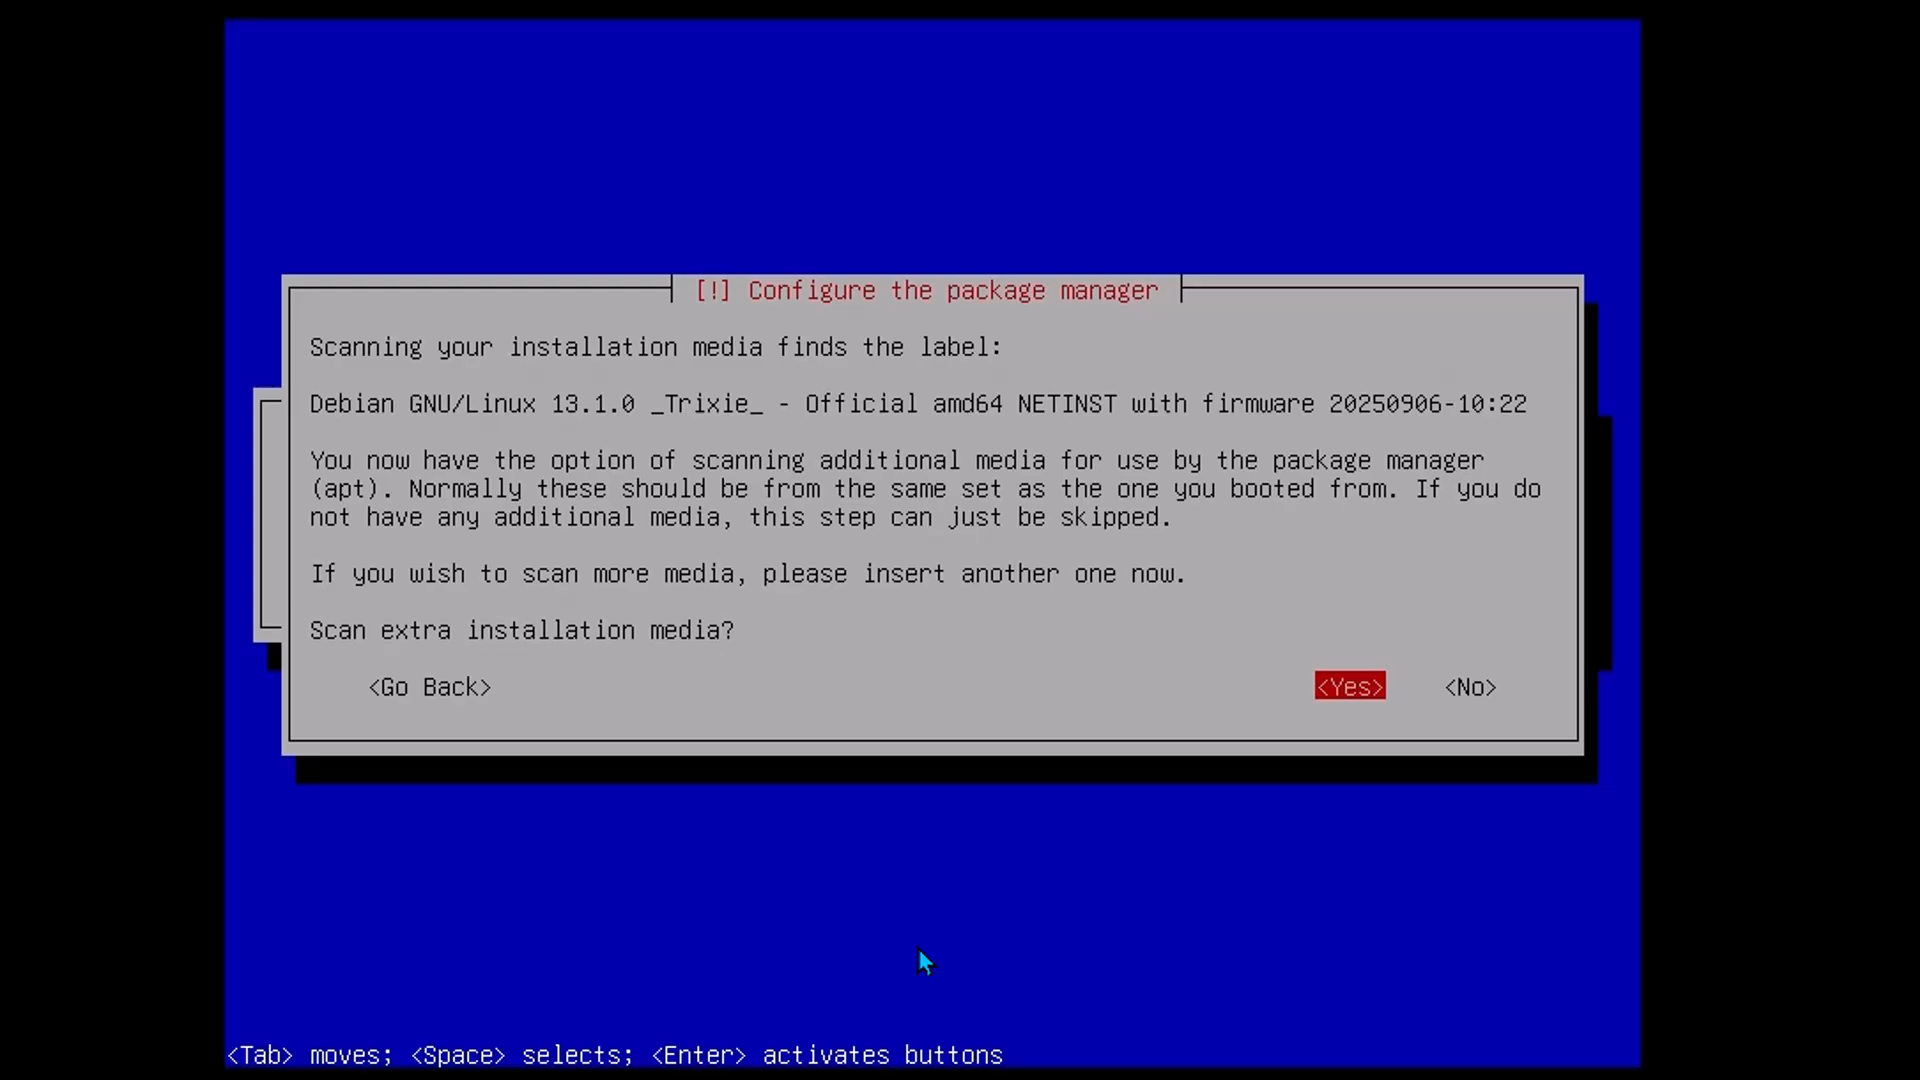 [!] Configure the package manager
Scanning your installation media finds the label:
Debian GNU/Linux 13.1.0 _Trixie_ - Official amd64 NETINST with firmware 20250906-10:22
You now have the option of scanning additional media for use by the package manager
(apt). Normally these should be from the same set as the one you booted from. If you do
not have any additional media, this step can just be skipped.
If you wish to scan more media, please insert another one now.
Scan extra installation media?
<Go Back> <Yes> <No>
<Tab> moves; <Space> selects; <Enter> activates buttons